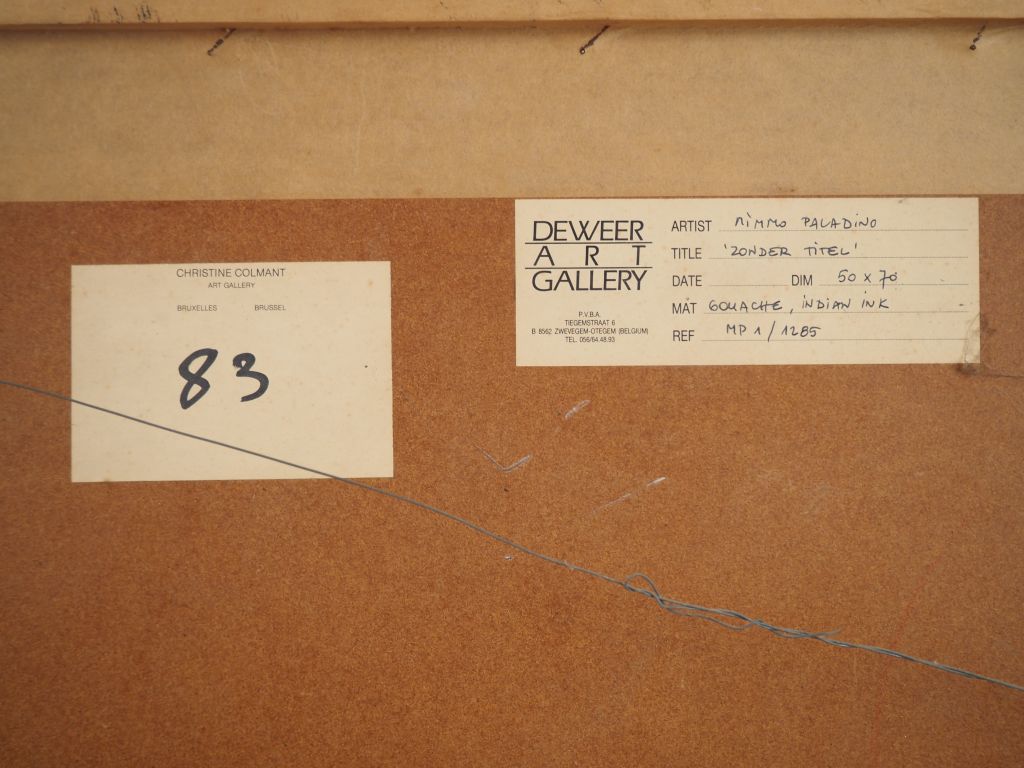 CHRISTINE COLMANT
ART GALLERY
BRUXELLES BRUSSEL
83
DEWEER
ART
GALLERY
P.V.B.A.
TIEGEMSTRAAT 6
B 8562 ZWEVEGEM-OTEGEM (BELGIUM)
TEL. 056/64.48.93
ARTIST MIMMO PALADINO
TITLE 'ZONDER TITEL'
DATE DIM 50 x 70
MAT GOUACHE, INDIAN INK
REF MP 1/1285